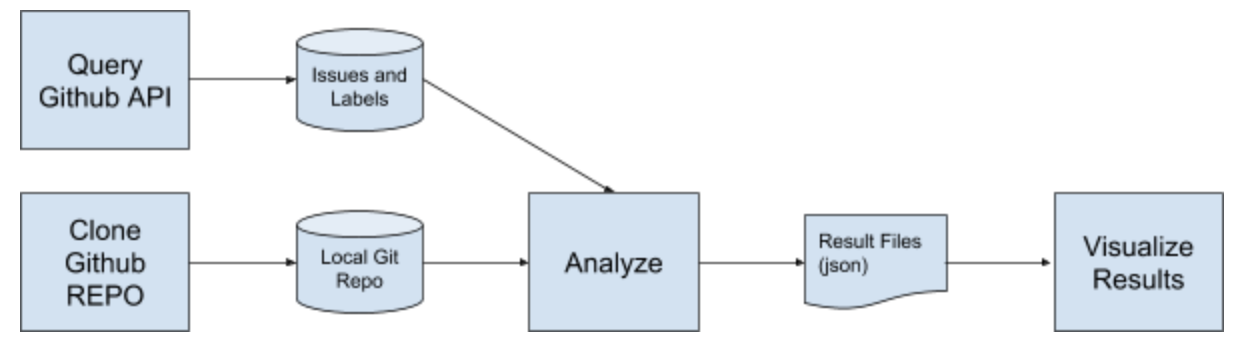 Query
Github API
Issues and
Labels
Clone
Github
REPO
Local Git
Repo
Analyze
Result Files
(json)
Visualize
Results